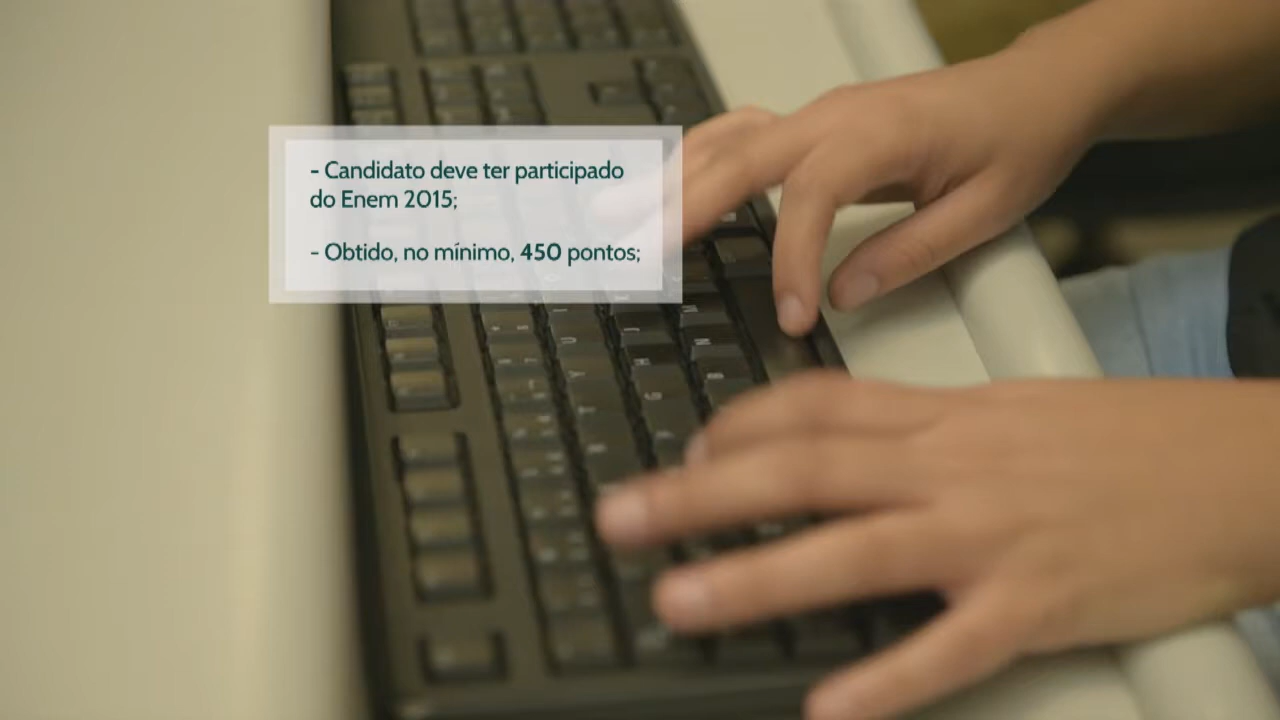 - Candidato deve ter participado
do Enem 2015;
- Obtido, no mínimo, 450 pontos;